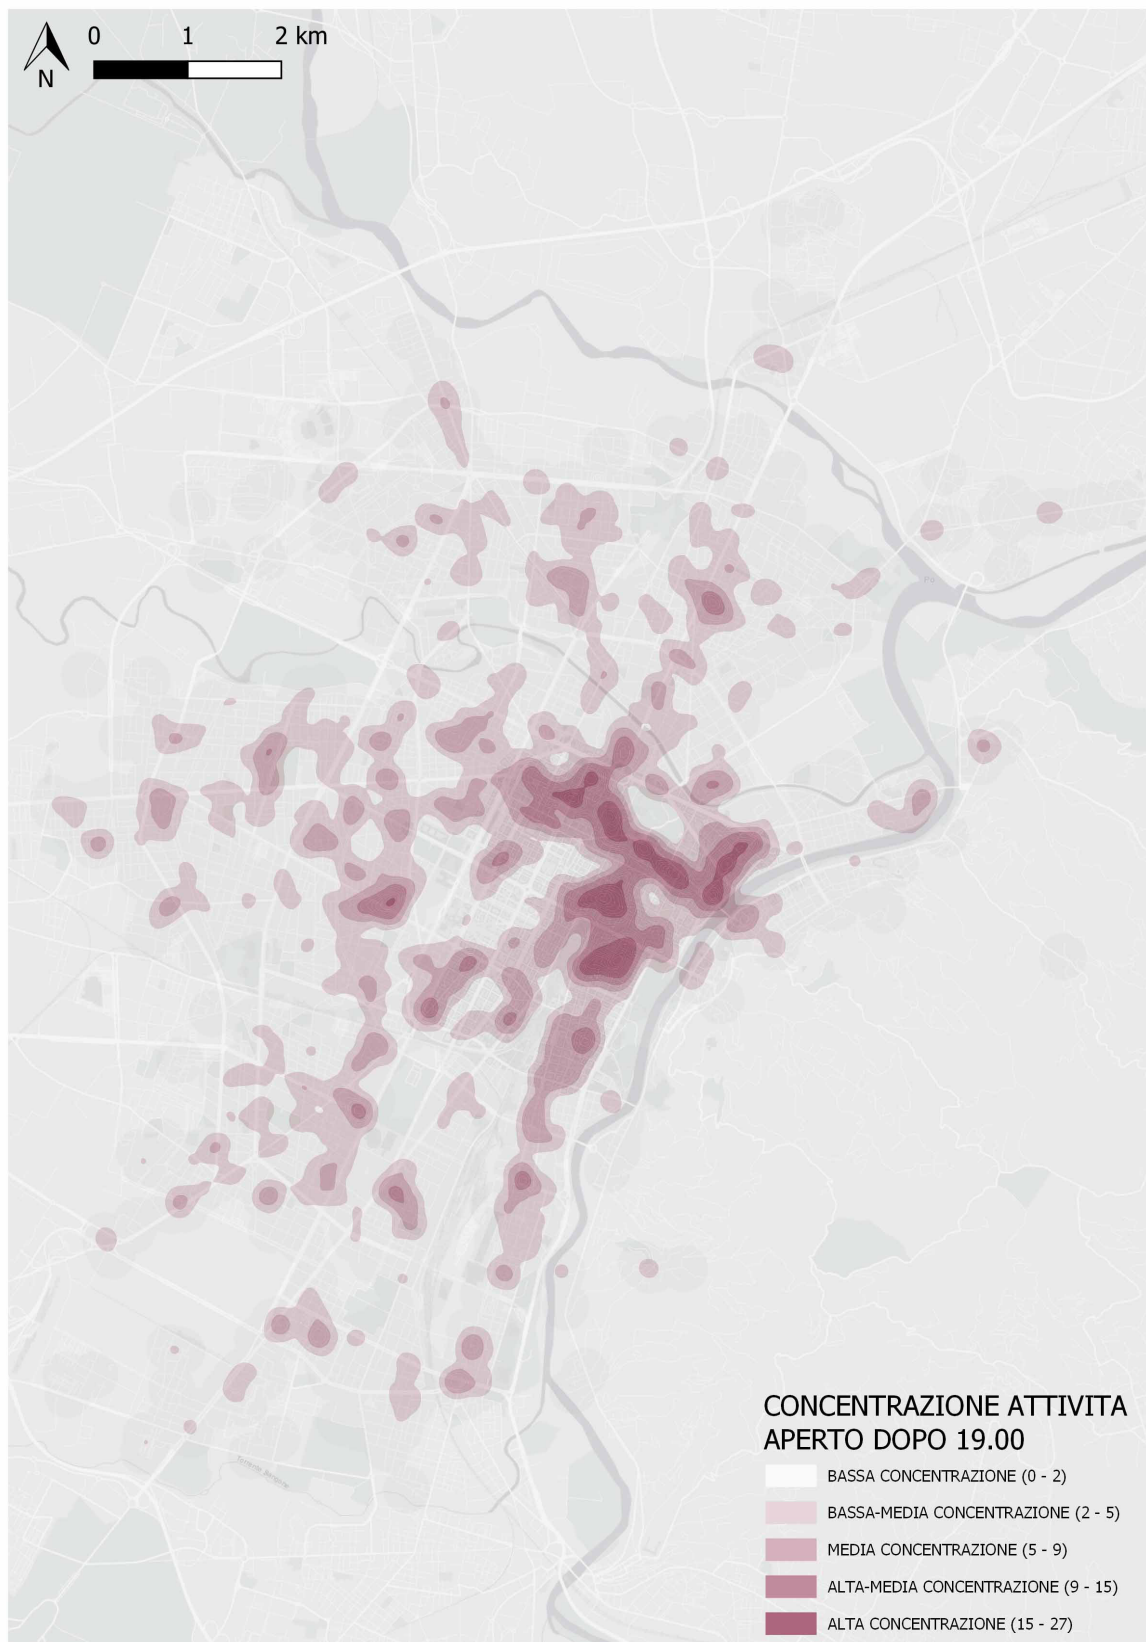 0 1 2 km
N
Po
CONCENTRAZIONE ATTIVITA
APERTO DOPO 19.00
BASSA CONCENTRAZIONE (0 - 2)
BASSA-MEDIA CONCENTRAZIONE (2 - 5)
MEDIA CONCENTRAZIONE (5 - 9)
ALTA-MEDIA CONCENTRAZIONE (9 - 15)
ALTA CONCENTRAZIONE (15 - 27)